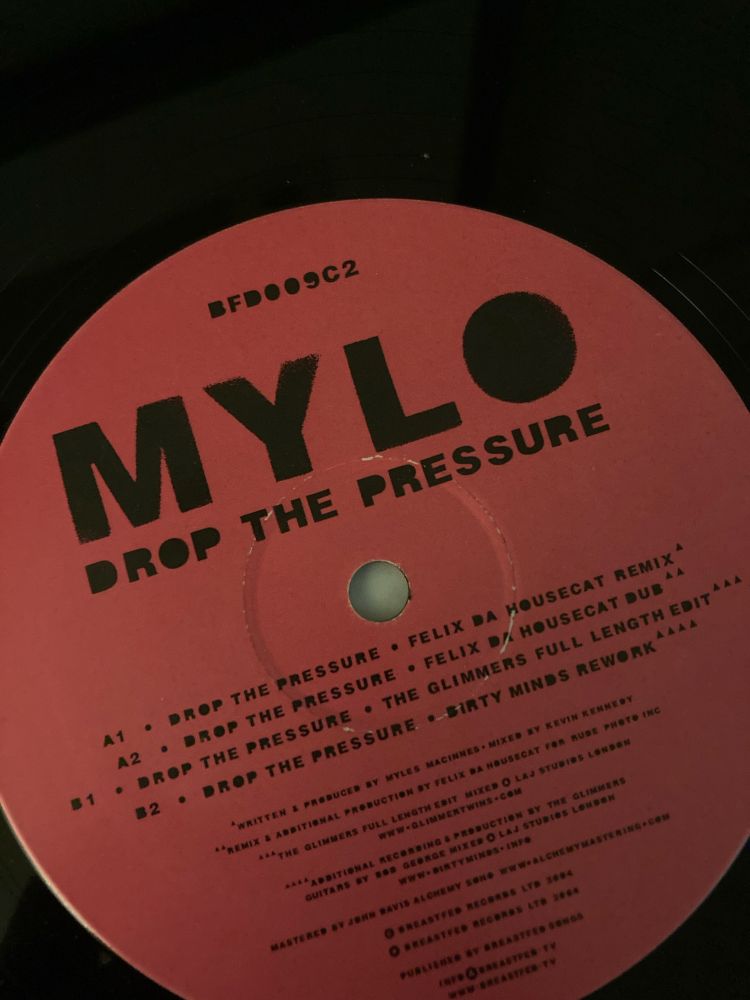 BFD009C2
MYLO
DROP THE PRESSURE
A1 • DROP THE PRESSURE • FELIX DA HOUSECAT REMIX▲
A2 • DROP THE PRESSURE • FELIX DA HOUSECAT DUB▲▲
B1 • DROP THE PRESSURE • THE GLIMMERS FULL LENGTH EDIT▲▲▲
B2 • DROP THE PRESSURE • DIRTY MINDS REWORK▲▲▲▲
▲WRITTEN & PRODUCED BY MYLES MACINNES • MIXED BY KEVIN KENNEDY
▲▲REMIX & ADDITIONAL PRODUCTION BY FELIX DA HOUSECAT FOR RUDE PHOTO INC
▲▲▲THE GLIMMERS FULL LENGTH EDIT MIXED @ LAJ STUDIOS LONDON
WWW•GLIMMERTWINS•COM
▲▲▲▲ADDITIONAL RECORDING & PRODUCTION BY THE GLIMMERS
GUITARS BY BOB GEORGE MIXED @ LAJ STUDIOS LONDON
WWW•DIRTYMINDS•INFO
MASTERED BY JOHN DAVIS ALCHEMY SOHO WWW•ALCHEMYMASTERING•COM
© BREASTFED RECORDS LTD 2004
℗ BREASTFED RECORDS LTD 2004
PUBLISHED BY BREASTFED SONGS
INFO@BREASTFED•TV
WWW•BREASTFED•TV